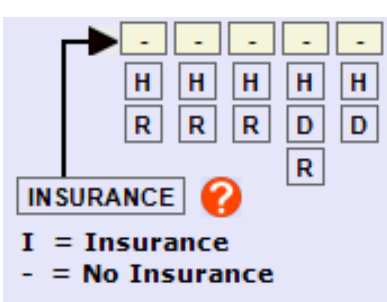 - - - - -
H H H H H
R R R D D
R
INSURANCE ?
I = Insurance
- = No Insurance